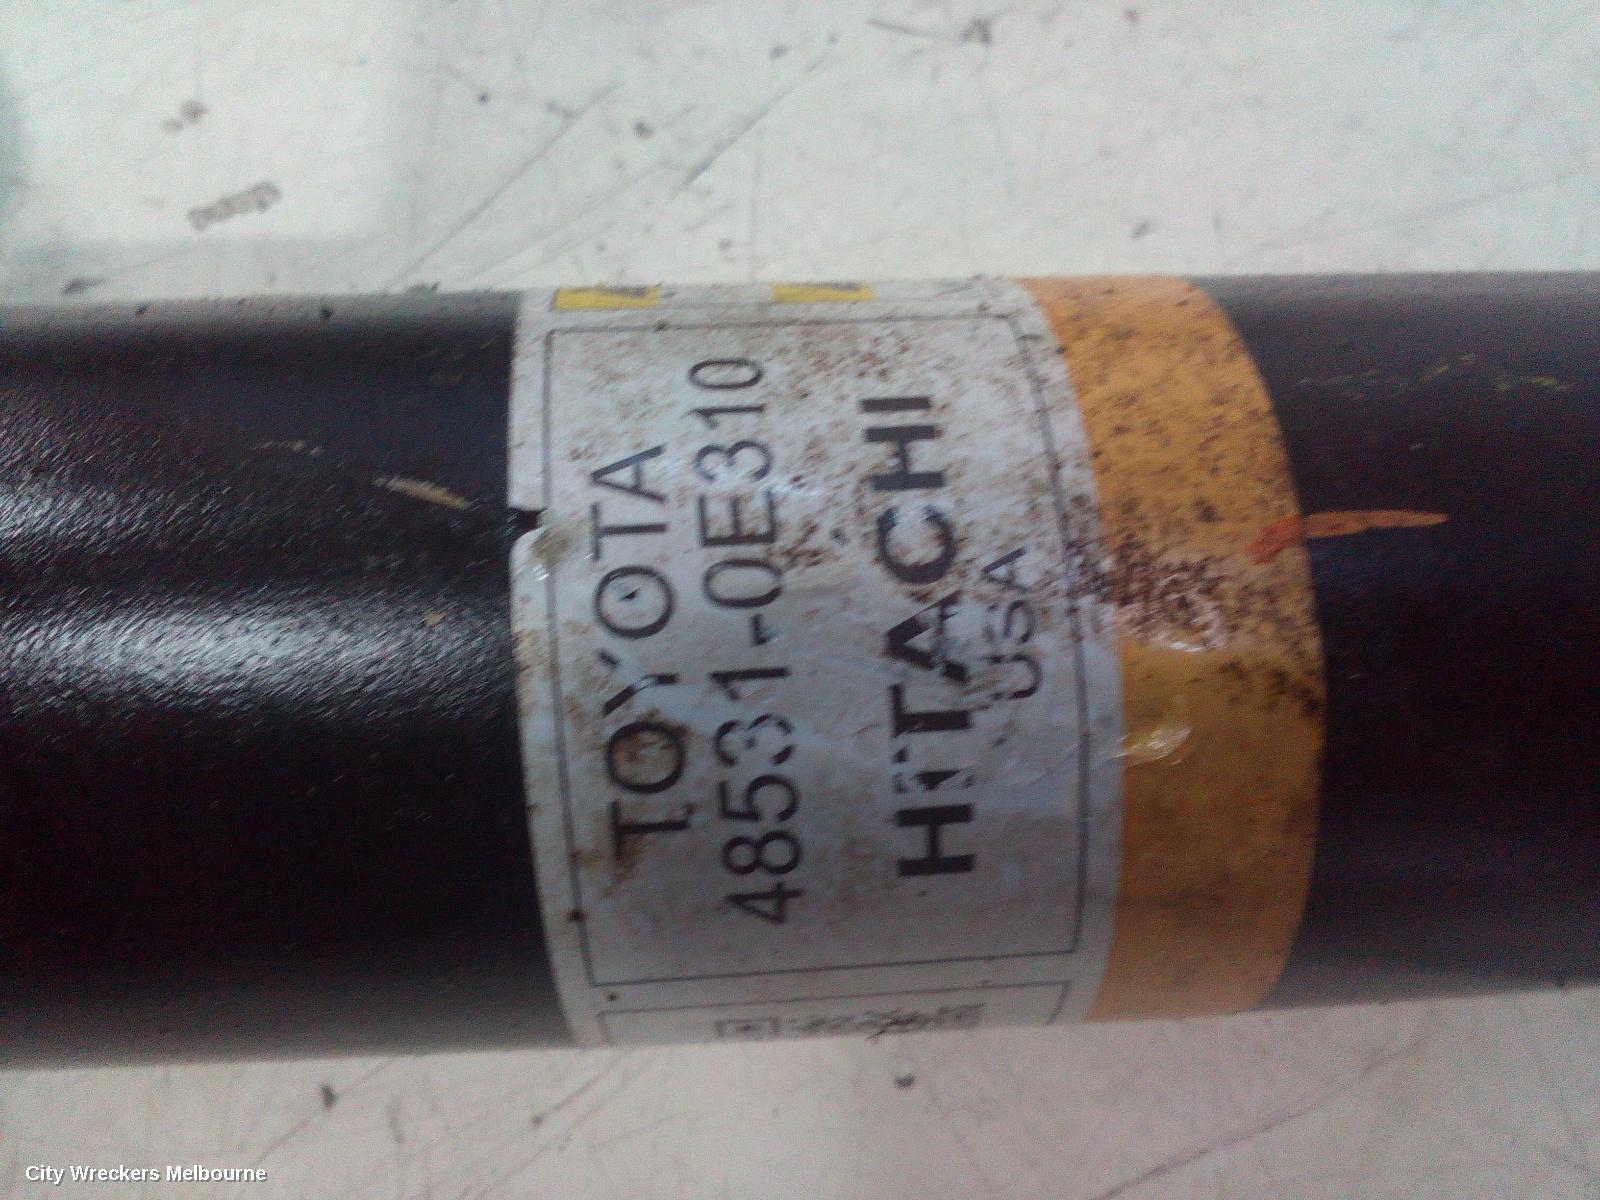 TOYOTA
48531-0E310
HITACHI
USA
City Wreckers Melbourne